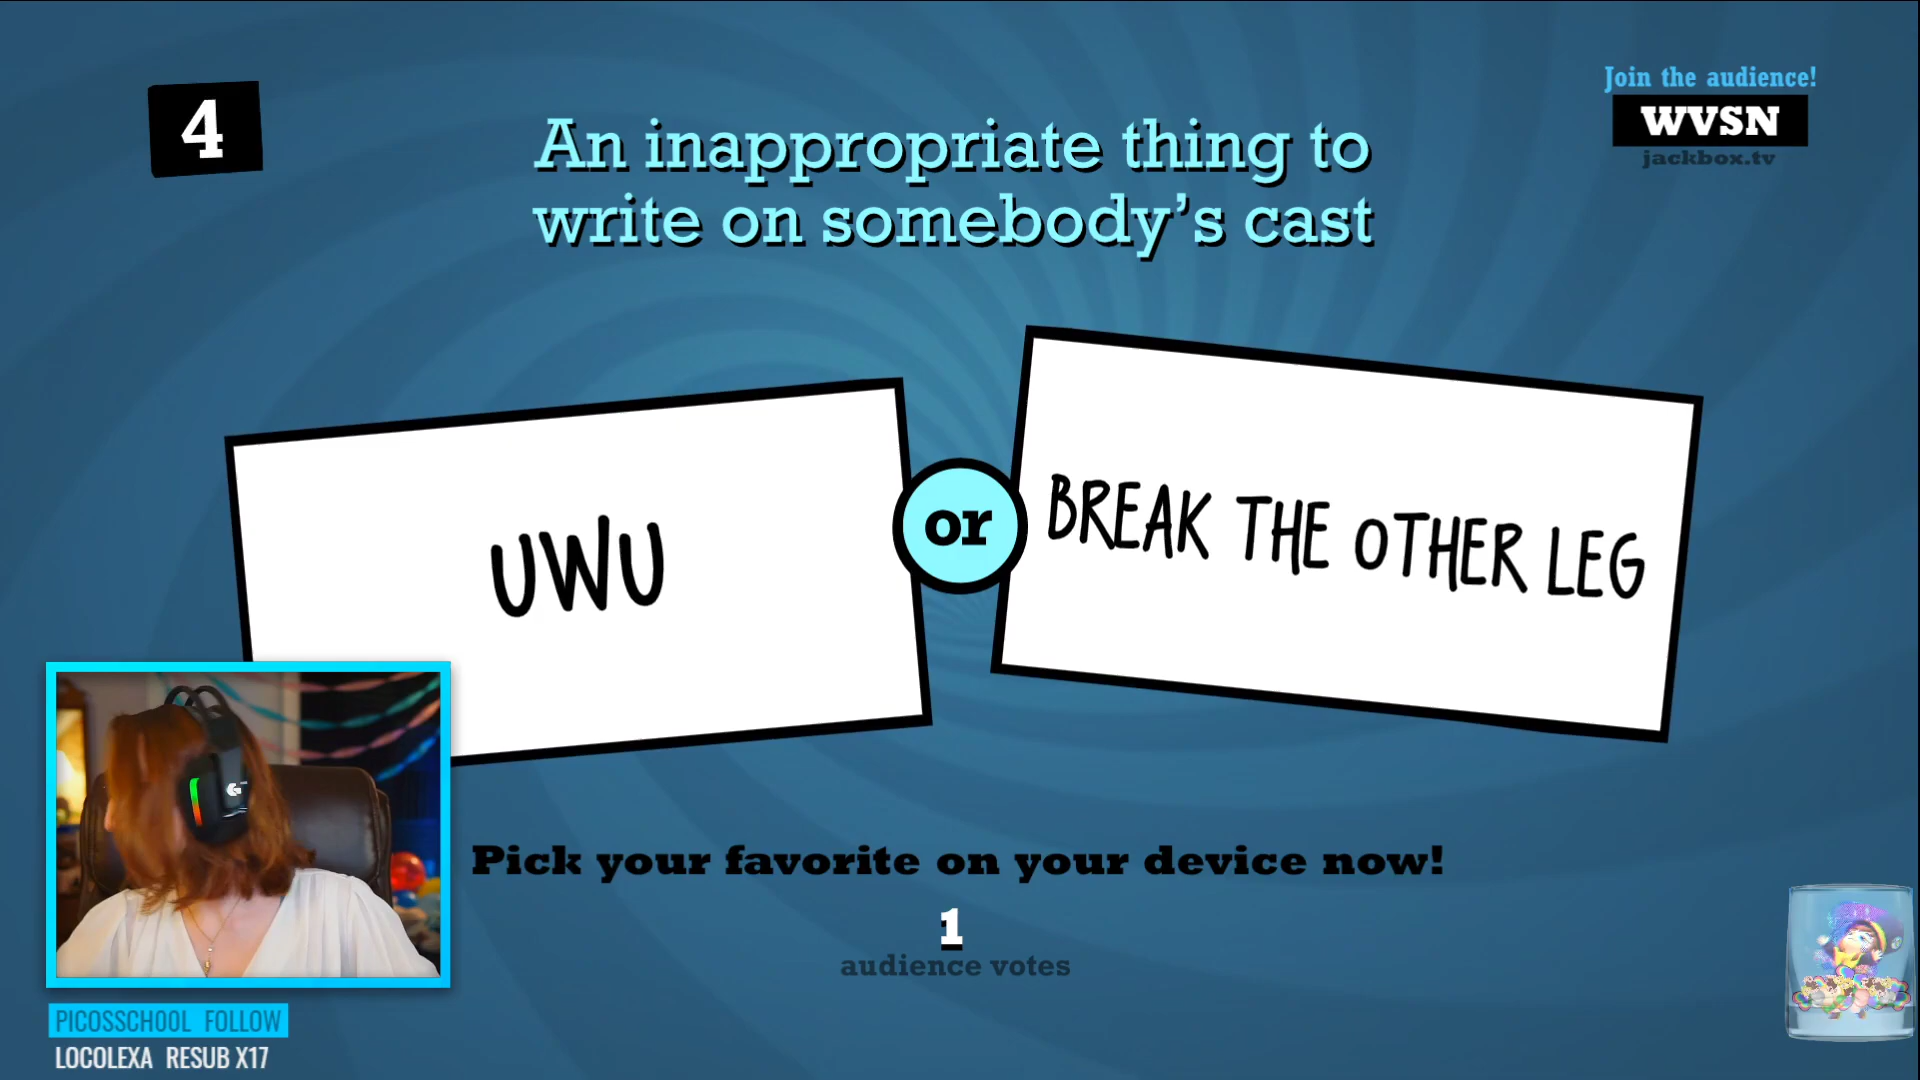 4
An inappropriate thing to
write on somebody's cast
Join the audience!
WVSN
jackbox.tv
UWU
or
BREAK THE OTHER LEG
Pick your favorite on your device now!
1
audience votes
PICOSSCHOOL FOLLOW
LOCOLEXA RESUB X17